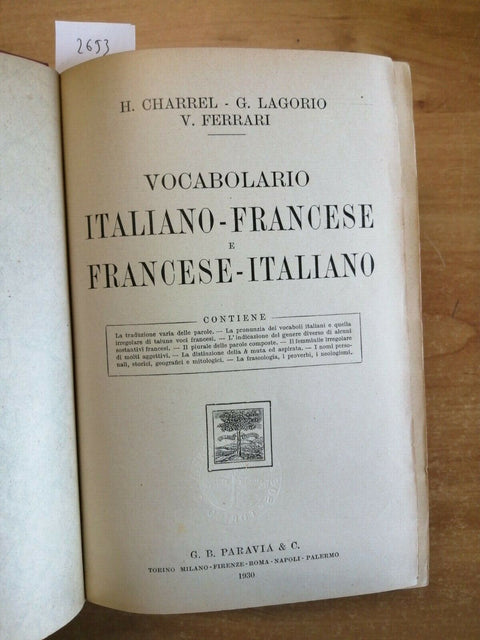 2653
H. CHARREL - G. LAGORIO
V. FERRARI
VOCABOLARIO
ITALIANO-FRANCESE
E
FRANCESE-ITALIANO
CONTIENE
La traduzione varia delle parole. — La pronunzia dei vocaboli italiani e quella
irregolare di talune voci francesi. — L'indicazione del genere diverso di alcuni
sostantivi francesi. — Il plurale delle parole composte. — Il femminile irregolare
di molti aggettivi. — La distinzione della h muta ed aspirata. — I nomi perso-
nali, storici, geografici e mitologici. — La fraseologia, i proverbi, i neologismi.
G. B. PARAVIA & C.
TORINO MILANO-FIRENZE-ROMA-NAPOLI-PALERMO
1930